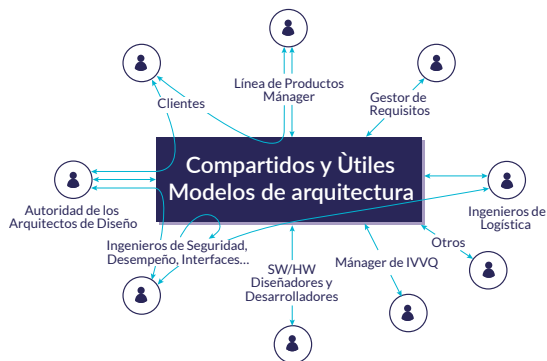 Clientes
Línea de Productos
Mánager
Gestor de
Requisitos
Compartidos y Ùtiles
Modelos de arquitectura
Autoridad de los
Arquitectos de Diseño
Ingenieros de
Logística
Ingenieros de Seguridad,
Desempeño, Interfaces...
SW/HW
Diseñadores y
Desarrolladores
Mánager de IVVQ
Otros